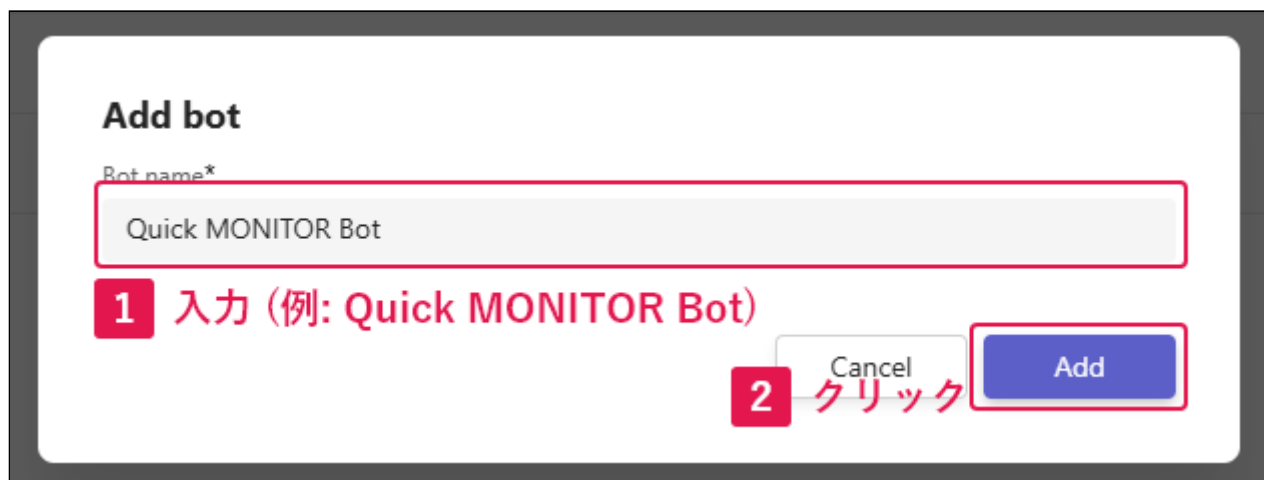 Add bot
Bot name*
Quick MONITOR Bot
1 入力 (例: Quick MONITOR Bot)
Cancel
Add
2 クリック